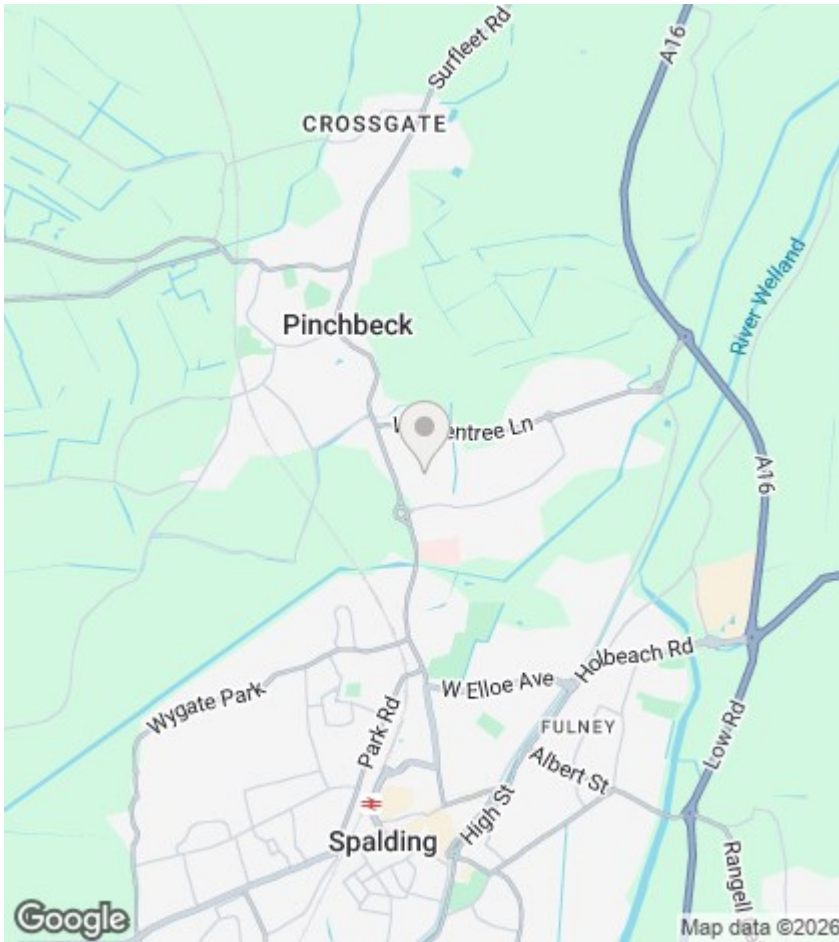 Surfleet Rd
A16
CROSSGATE
River Welland
Pinchbeck
entree Ln
A16
Holbeach Rd
W Elloe Ave
Wygate Park
Park Rd
FULNEY
Low Rd
Albert St
High St
Spalding
Rangell
Google
Map data ©2026